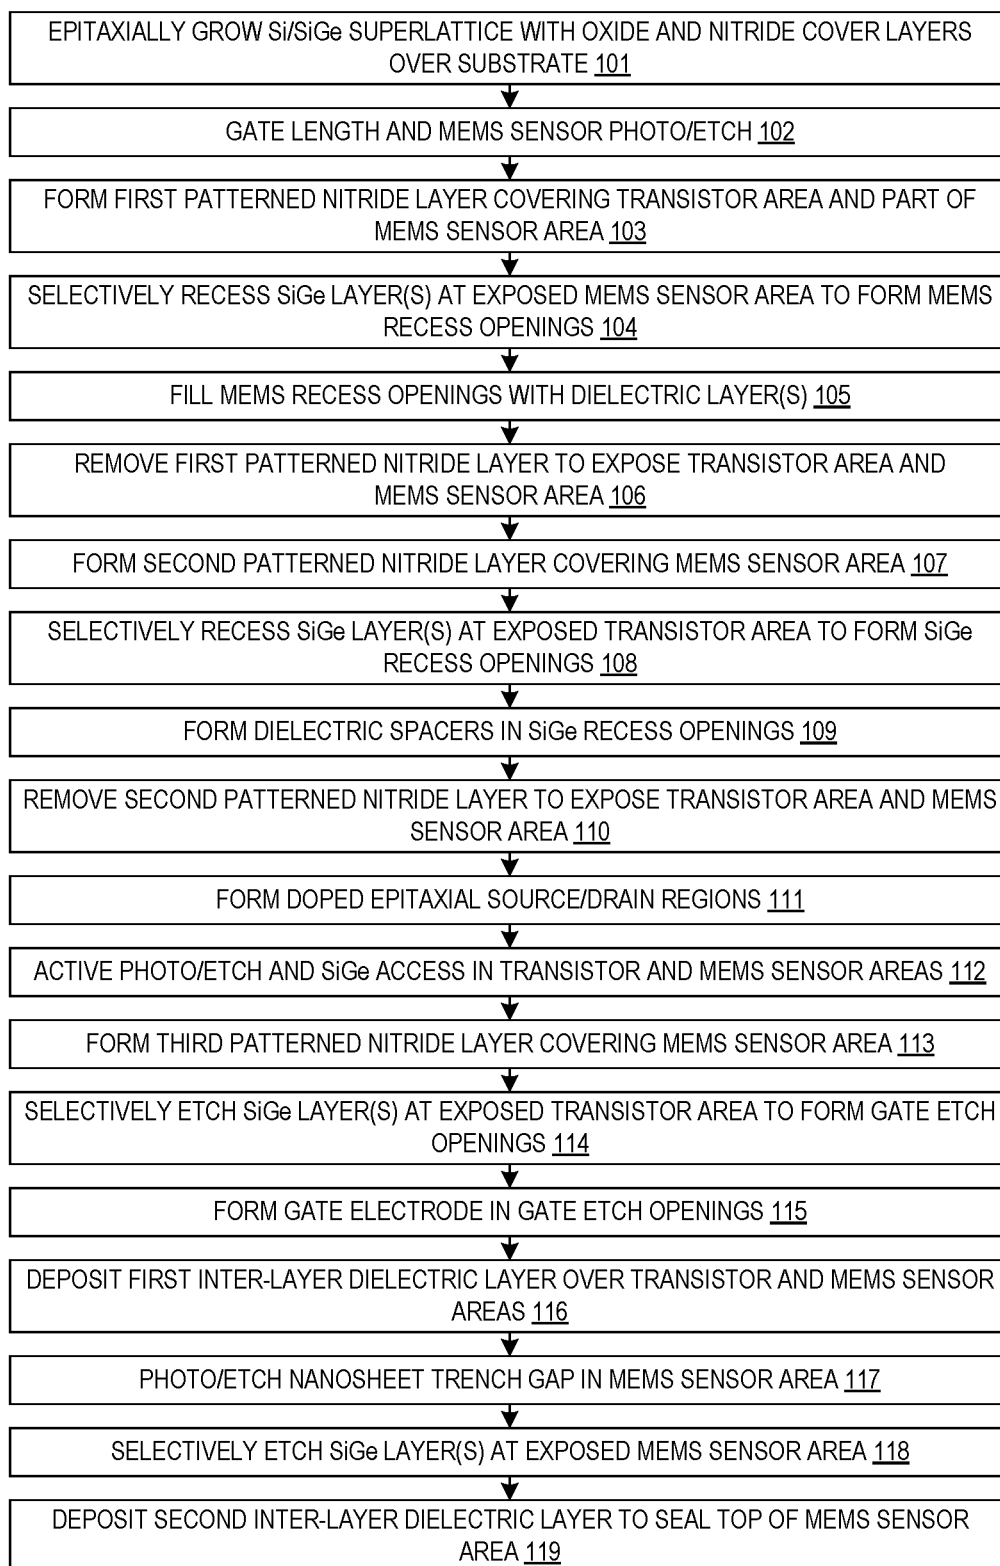 EPITAXIALLY GROW Si/SiGe SUPERLATTICE WITH OXIDE AND NITRIDE COVER LAYERS
OVER SUBSTRATE 101
GATE LENGTH AND MEMS SENSOR PHOTO/ETCH 102
FORM FIRST PATTERNED NITRIDE LAYER COVERING TRANSISTOR AREA AND PART OF
MEMS SENSOR AREA 103
SELECTIVELY RECESS SiGe LAYER(S) AT EXPOSED MEMS SENSOR AREA TO FORM MEMS
RECESS OPENINGS 104
FILL MEMS RECESS OPENINGS WITH DIELECTRIC LAYER(S) 105
REMOVE FIRST PATTERNED NITRIDE LAYER TO EXPOSE TRANSISTOR AREA AND
MEMS SENSOR AREA 106
FORM SECOND PATTERNED NITRIDE LAYER COVERING MEMS SENSOR AREA 107
SELECTIVELY RECESS SiGe LAYER(S) AT EXPOSED TRANSISTOR AREA TO FORM SiGe
RECESS OPENINGS 108
FORM DIELECTRIC SPACERS IN SiGe RECESS OPENINGS 109
REMOVE SECOND PATTERNED NITRIDE LAYER TO EXPOSE TRANSISTOR AREA AND MEMS
SENSOR AREA 110
FORM DOPED EPITAXIAL SOURCE/DRAIN REGIONS 111
ACTIVE PHOTO/ETCH AND SiGe ACCESS IN TRANSISTOR AND MEMS SENSOR AREAS 112
FORM THIRD PATTERNED NITRIDE LAYER COVERING MEMS SENSOR AREA 113
SELECTIVELY ETCH SiGe LAYER(S) AT EXPOSED TRANSISTOR AREA TO FORM GATE ETCH
OPENINGS 114
FORM GATE ELECTRODE IN GATE ETCH OPENINGS 115
DEPOSIT FIRST INTER-LAYER DIELECTRIC LAYER OVER TRANSISTOR AND MEMS SENSOR
AREAS 116
PHOTO/ETCH NANOSHEET TRENCH GAP IN MEMS SENSOR AREA 117
SELECTIVELY ETCH SiGe LAYER(S) AT EXPOSED MEMS SENSOR AREA 118
DEPOSIT SECOND INTER-LAYER DIELECTRIC LAYER TO SEAL TOP OF MEMS SENSOR
AREA 119